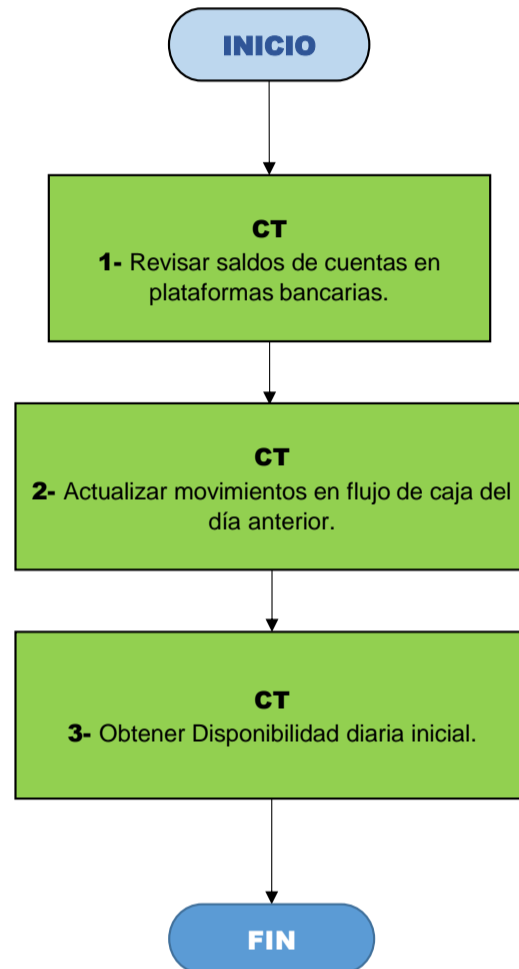 INICIO
CT
1- Revisar saldos de cuentas en
plataformas bancarias.
CT
2- Actualizar movimientos en flujo de caja del
día anterior.
CT
3- Obtener Disponibilidad diaria inicial.
FIN